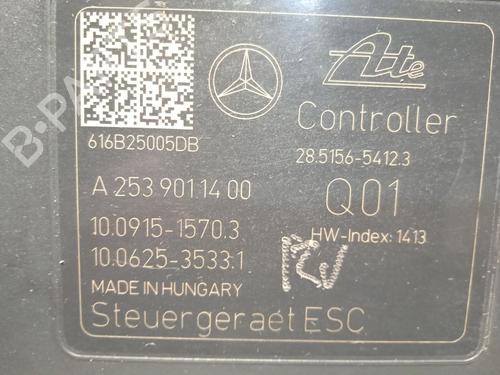 Ate
616B25005DB
Controller
28.5156-5412.3
A 253 901 14 00
Q01
10.0915-1570.3
HW-Index: 1413
10.0625-3533.1
MADE IN HUNGARY
Steuergeraet ESC